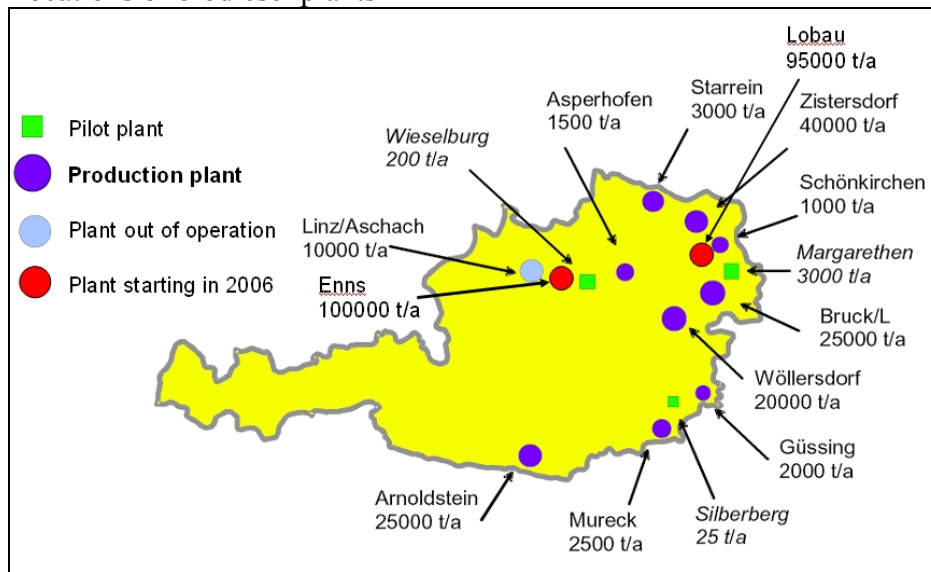 Pilot plant
Production plant
Plant out of operation
Plant starting in 2006
Lobau
95000 t/a
Starrein
3000 t/a
Zistersdorf
40000 t/a
Asperhofen
1500 t/a
Wieselburg
200 t/a
Schönkirchen
1000 t/a
Linz/Aschach
10000 t/a
Margarethen
3000 t/a
Enns
100000 t/a
Bruck/L
25000 t/a
Wöllersdorf
20000 t/a
Güssing
2000 t/a
Arnoldstein
25000 t/a
Mureck
2500 t/a
Silberberg
25 t/a